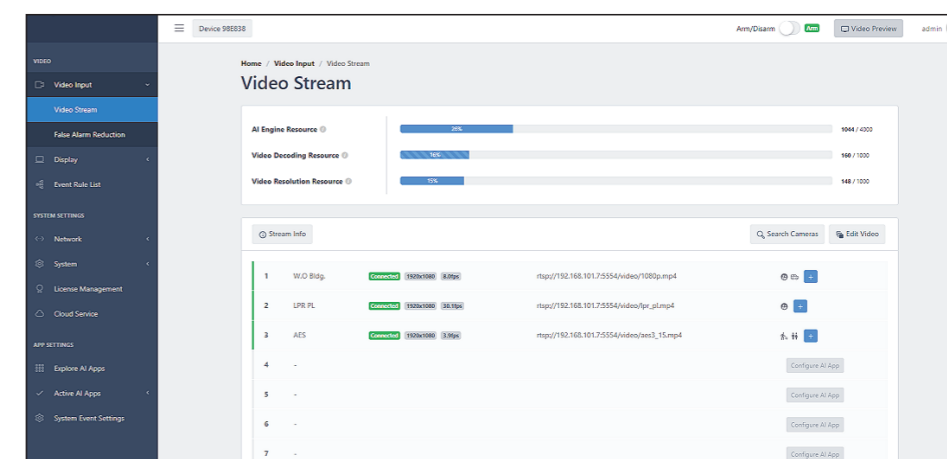 Device 98E838
Arm/Disarm Arm Video Preview admin
VIDEO
Video Input
Video Stream
False Alarm Reduction
Display
Event Rule List
SYSTEM SETTINGS
Network
System
License Management
Cloud Service
APP SETTINGS
Explore AI Apps
Active AI Apps
System Event Settings
Home / Video Input / Video Stream
Video Stream
AI Engine Resource 26% 1044 / 4000
Video Decoding Resource 16% 160 / 1000
Video Resolution Resource 15% 148 / 1000
Stream Info Search Cameras Edit Video
1 W.O Bldg. Connected 1920x1080 8.0fps rtsp://192.168.101.7:5554/video/1080p.mp4 +
2 LPR PL Connected 1920x1080 30.1fps rtsp://192.168.101.7:5554/video/lpr_pl.mp4 +
3 AES Connected 1920x1080 3.9fps rtsp://192.168.101.7:5554/video/aes3_15.mp4 +
4 - Configure AI App
5 - Configure AI App
6 - Configure AI App
7 - Configure AI App